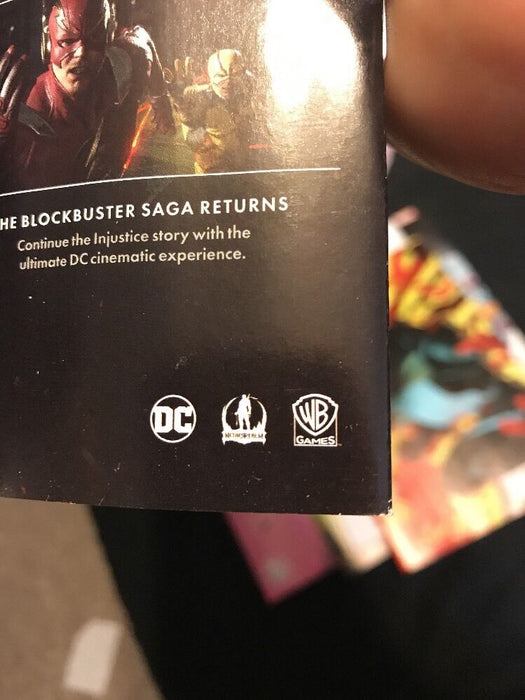 HE BLOCKBUSTER SAGA RETURNS
Continue the Injustice story with the
ultimate DC cinematic experience.
DC
NETHERREALM
WB
GAMES